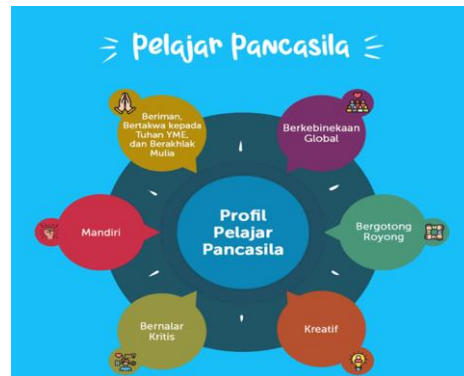 Pelajar Pancasila
Beriman,
Bertakwa kepada
Tuhan YME,
dan Berakhlak
Mulia
Berkebinekaan
Global
Mandiri
Profil
Pelajar
Pancasila
Bergotong
Royong
Bernalar
Kritis
Kreatif